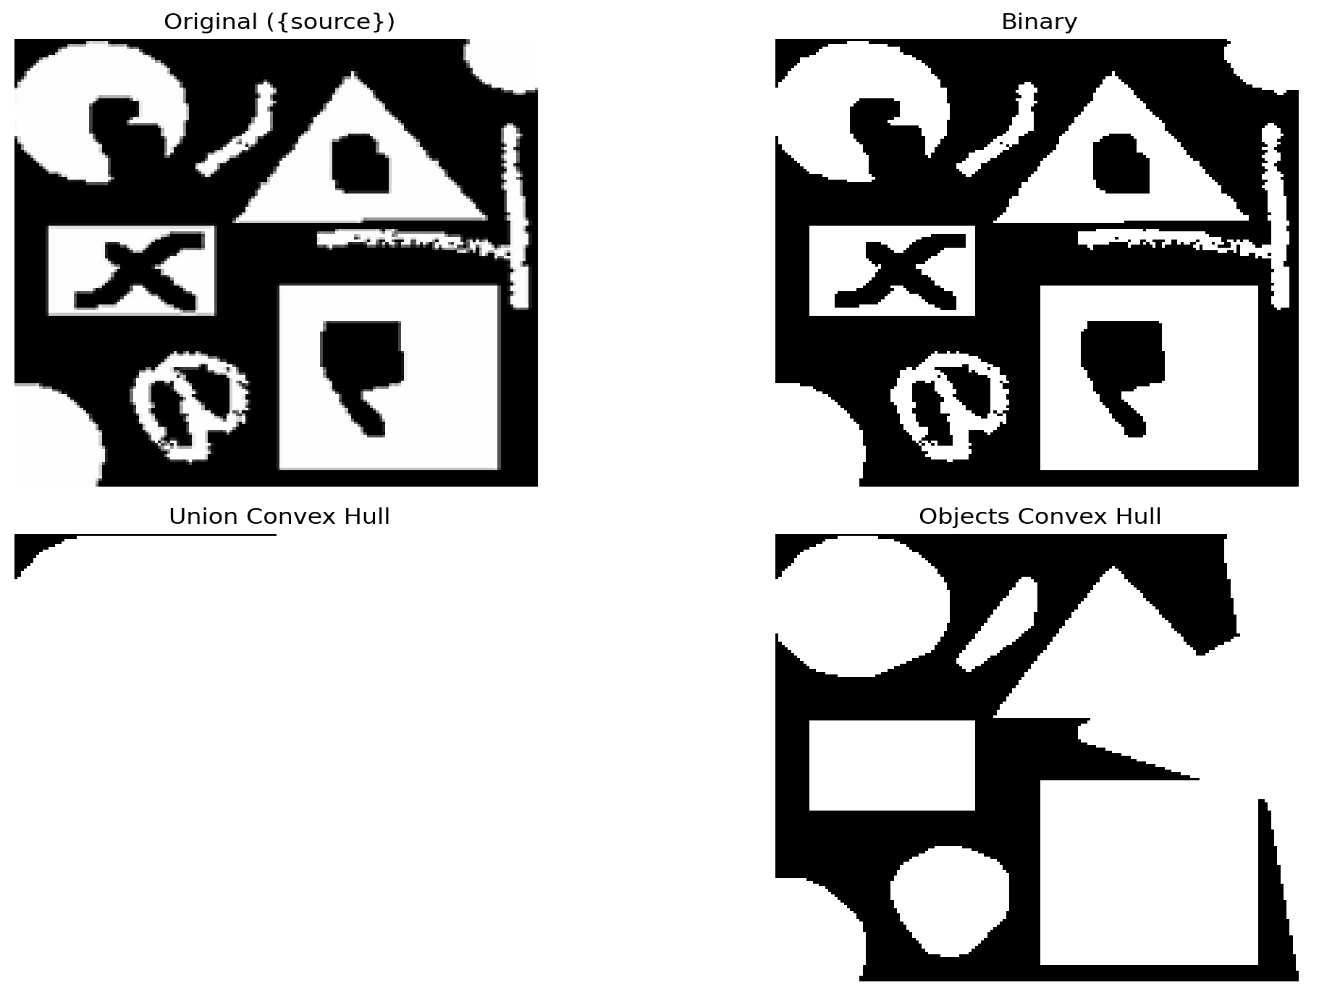 Original ({source})
Binary
Union Convex Hull
Objects Convex Hull